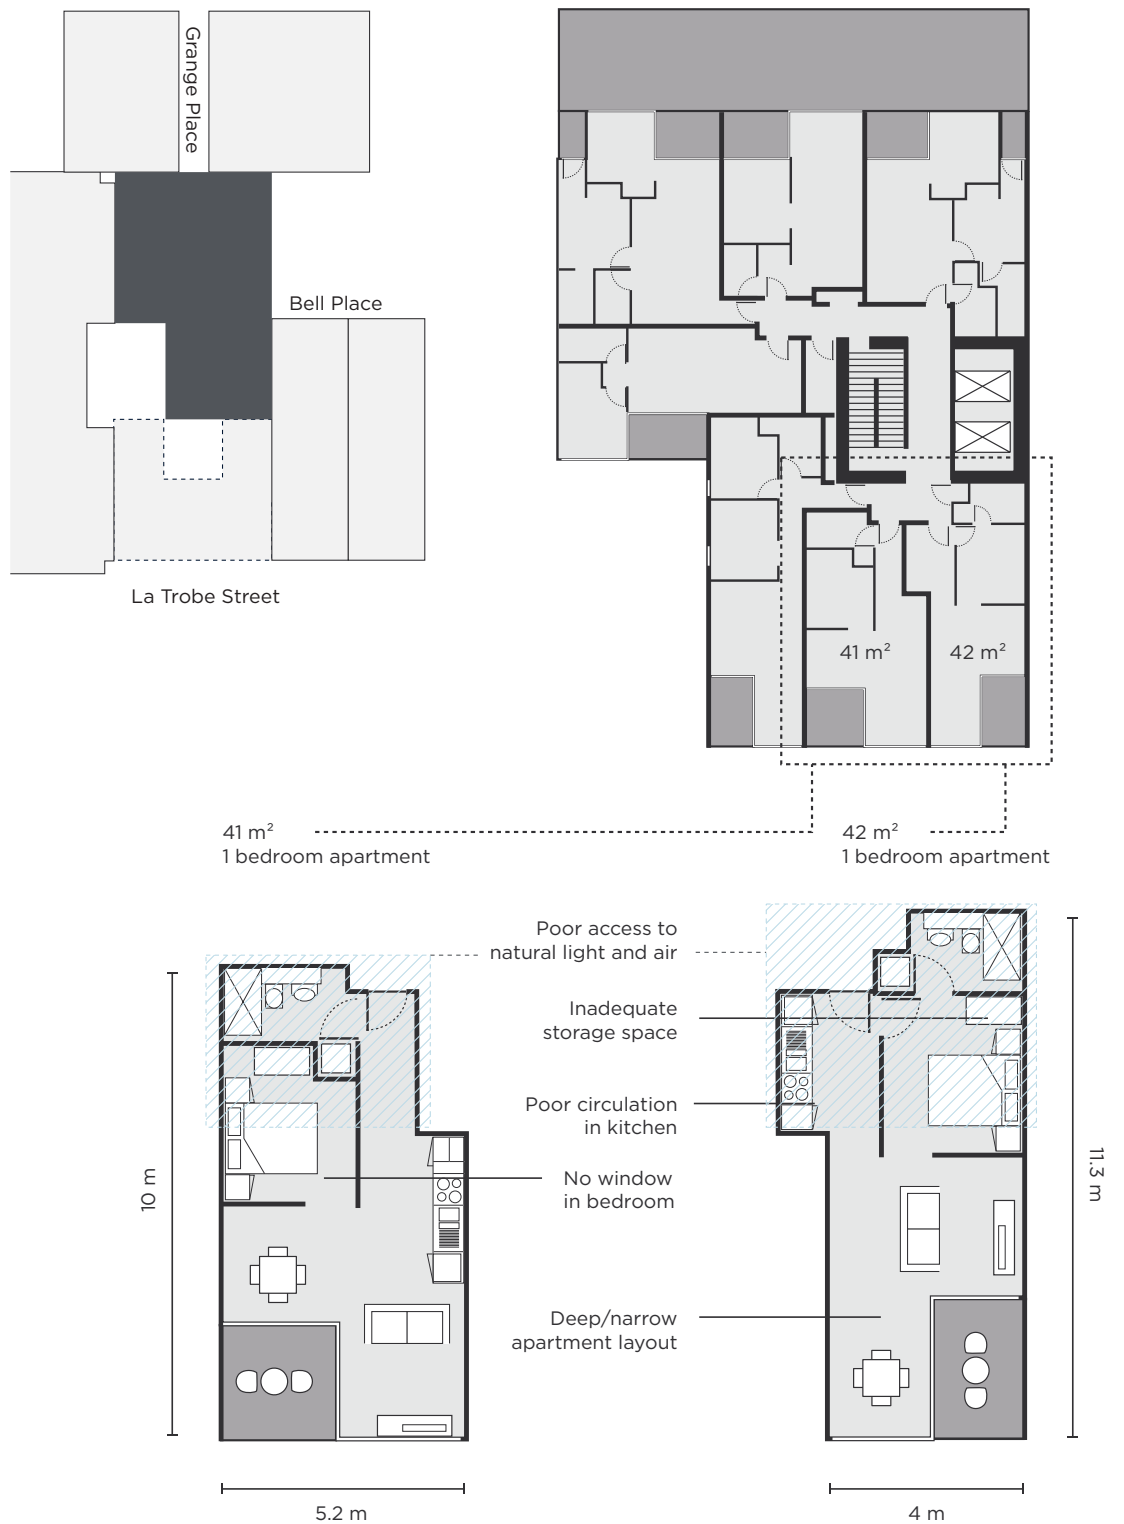 Grange Place
Bell Place
La Trobe Street
41 m²
42 m²
41 m²
1 bedroom apartment
42 m²
1 bedroom apartment
Poor access to
natural light and air
Inadequate
storage space
Poor circulation
in kitchen
No window
in bedroom
Deep/narrow
apartment layout
10 m
11.3 m
5.2 m
4 m